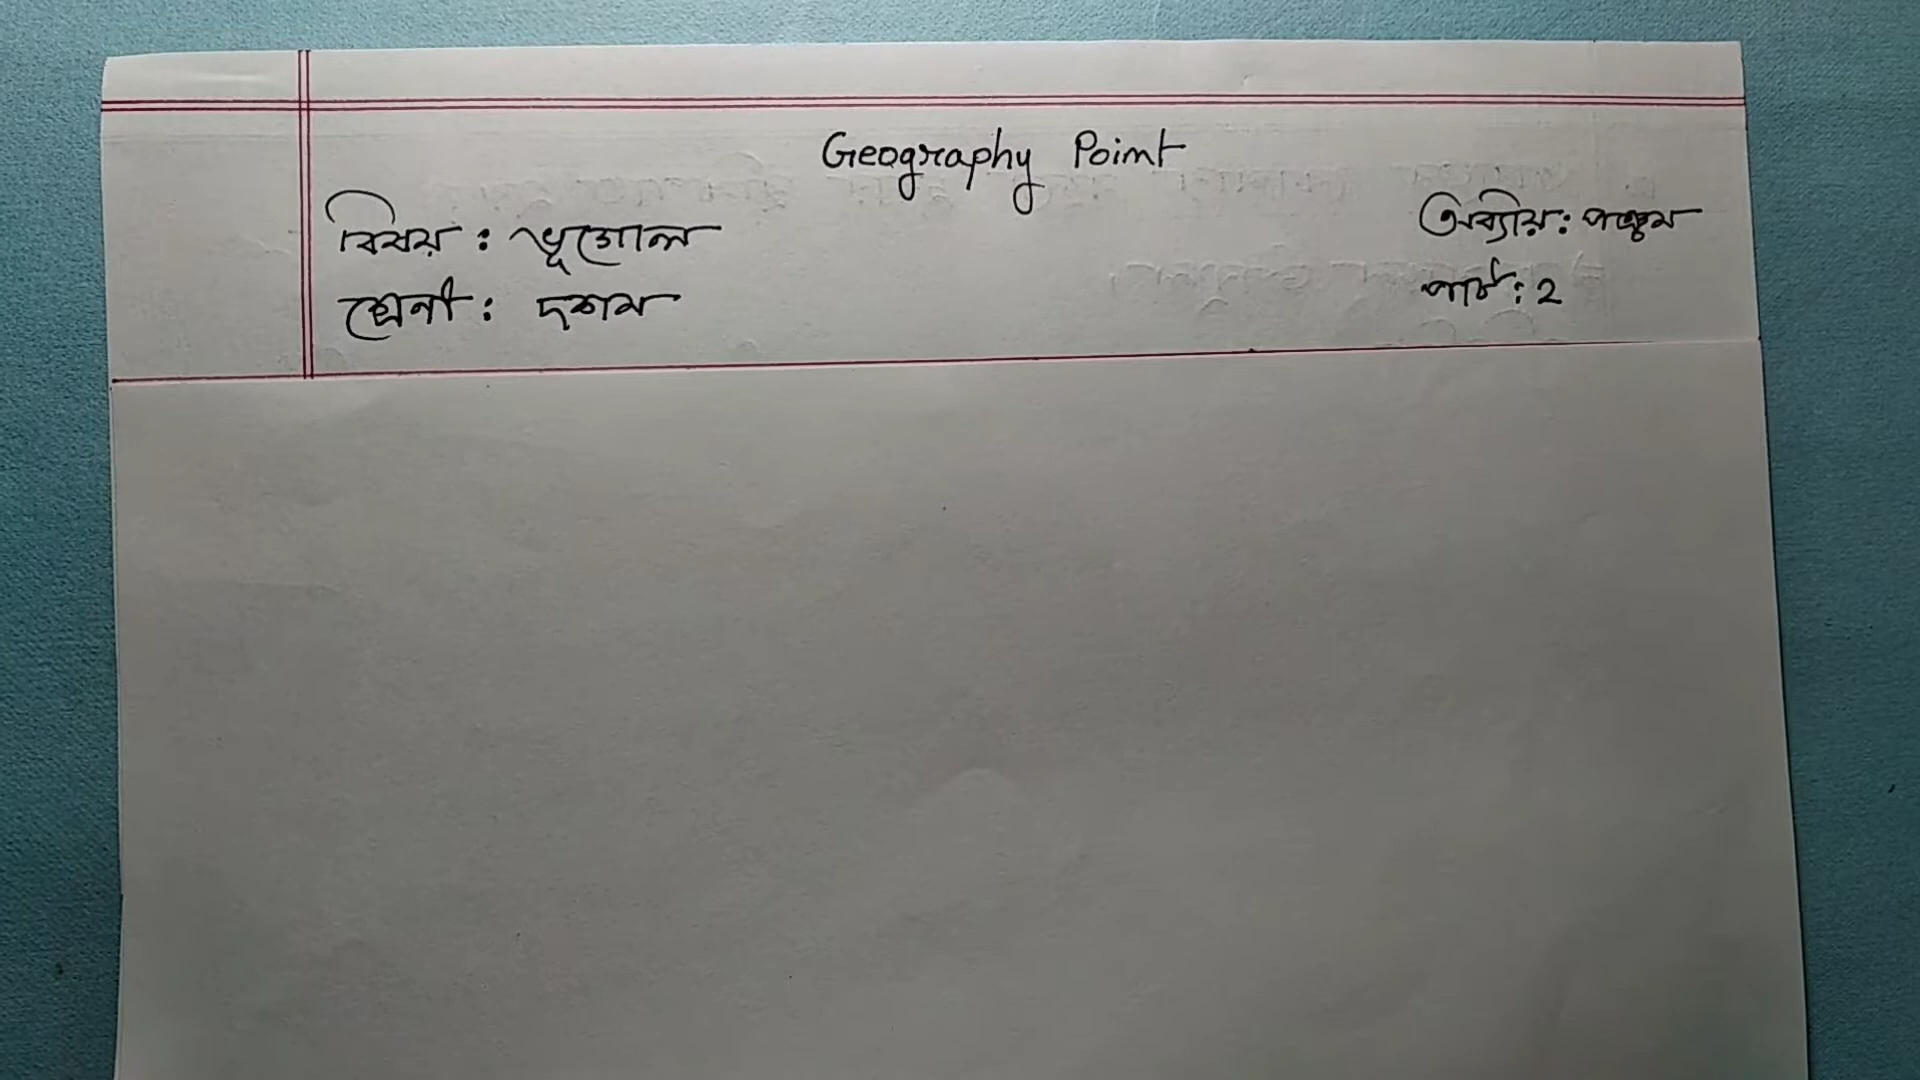 Geography Point
বিষয় : ভূগোল
অধ্যায় : পঞ্চম
শ্রেনী : দশম
পার্ট : 2